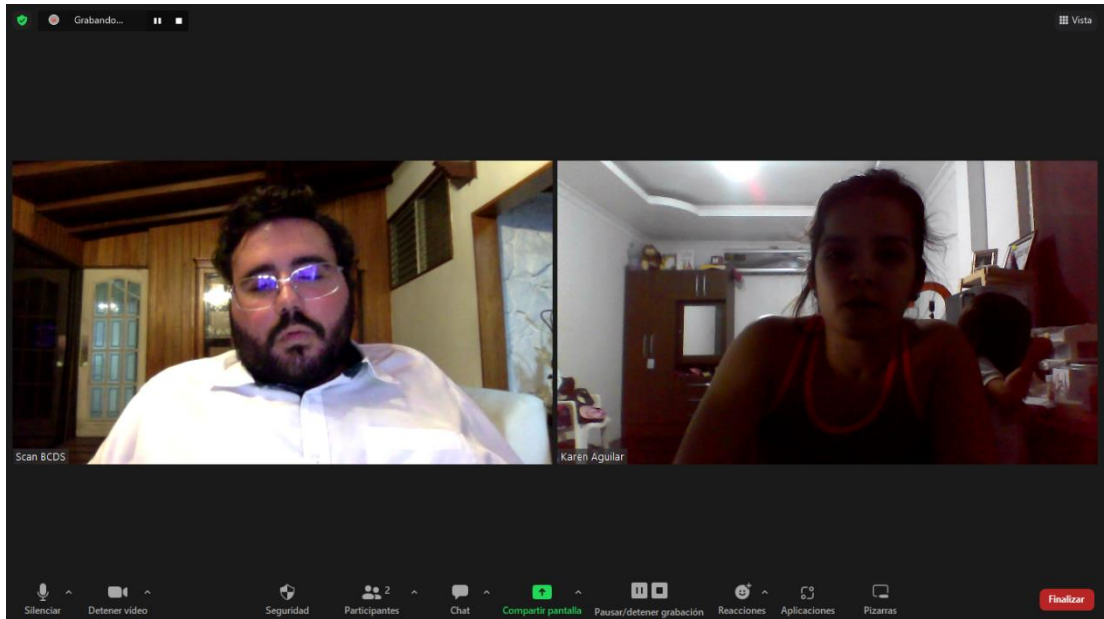 Grabando...
Vista
Scan BCDS
Karen Aguilar
Silenciar
Detener vídeo
Seguridad
Participantes
2
Chat
Compartir pantalla
Pausar/detener grabación
Reacciones
Aplicaciones
Pizarras
Finalizar